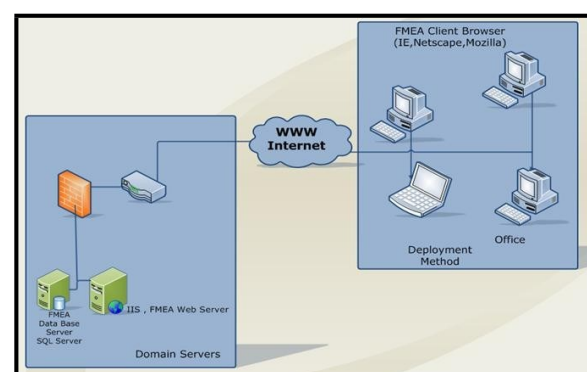 FMEA Client Browser
(IE,Netscape,Mozilla)
WWW
Internet
Office
Deployment
Method
IIS , FMEA Web Server
FMEA
Data Base
Server
SQL Server
Domain Servers